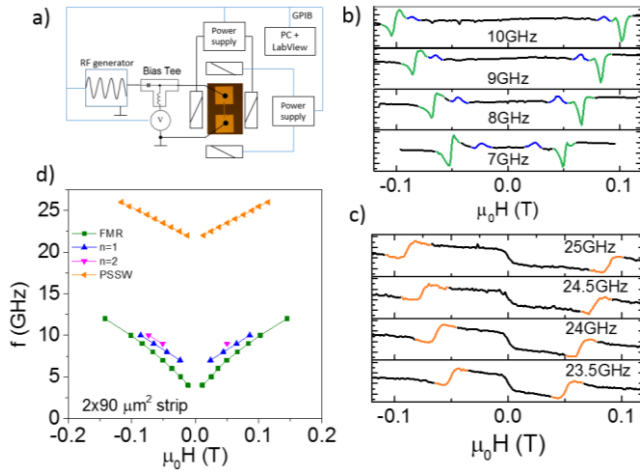 a)
GPIB
Power
supply
PC +
LabView
RF generator
Bias Tee
V
Power
supply
b)
10GHz
9GHz
8GHz
7GHz
-0.1 0.0 0.1
μ₀H (T)
c)
25GHz
24.5GHz
24GHz
23.5GHz
-0.1 0.0 0.1
μ₀H (T)
d)
f (GHz)
25
20
15
10
5
0
FMR
n=1
n=2
PSSW
2x90 μm² strip
-0.2 -0.1 0.0 0.1 0.2
μ₀H (T)